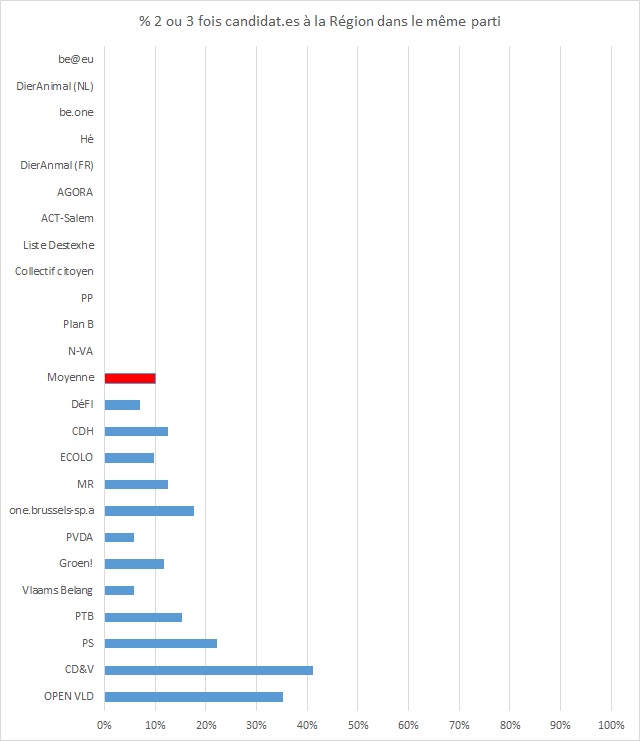 % 2 ou 3 fois candidat.es à la Région dans le même parti
be@eu
DierAnimal (NL)
be.one
Hé
DierAnmal (FR)
AGORA
ACT-Salem
Liste Destexhe
Collectif citoyen
PP
Plan B
N-VA
Moyenne
DéFI
CDH
ECOLO
MR
one.brussels-sp.a
PVDA
Groen!
Vlaams Belang
PTB
PS
CD&V
OPEN VLD
0% 10% 20% 30% 40% 50% 60% 70% 80% 90% 100%